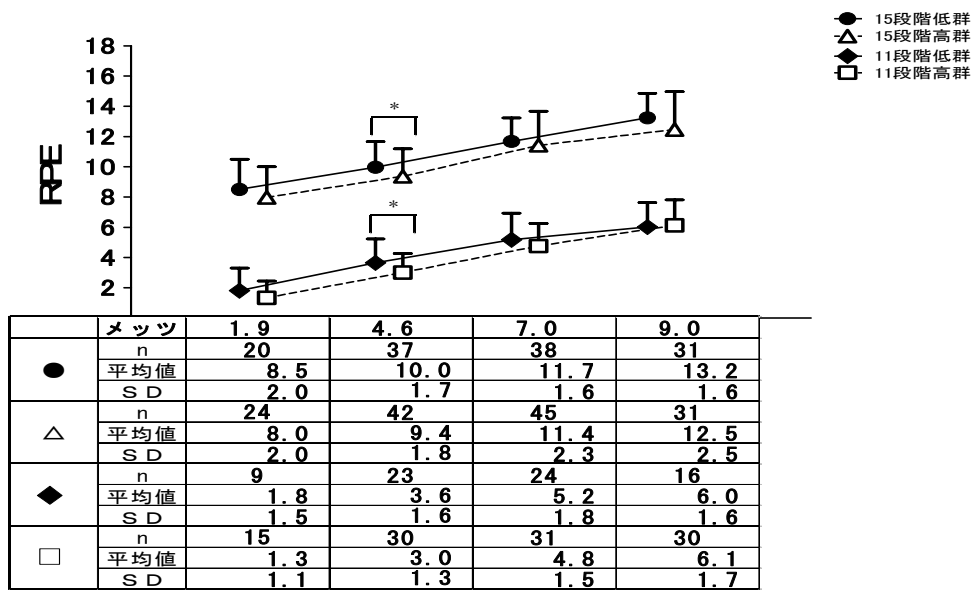 15段階低群
15段階高群
11段階低群
11段階高群
18
16
14
12
10
8
6
4
2
RPE
*
*
メッツ 1.9 4.6 7.0 9.0
● n 20 37 38 31
平均値 8.5 10.0 11.7 13.2
SD 2.0 1.7 1.6 1.6
△ n 24 42 45 31
平均値 8.0 9.4 11.4 12.5
SD 2.0 1.8 2.3 2.5
◆ n 9 23 24 16
平均値 1.8 3.6 5.2 6.0
SD 1.5 1.6 1.8 1.6
□ n 15 30 31 30
平均値 1.3 3.0 4.8 6.1
SD 1.1 1.3 1.5 1.7